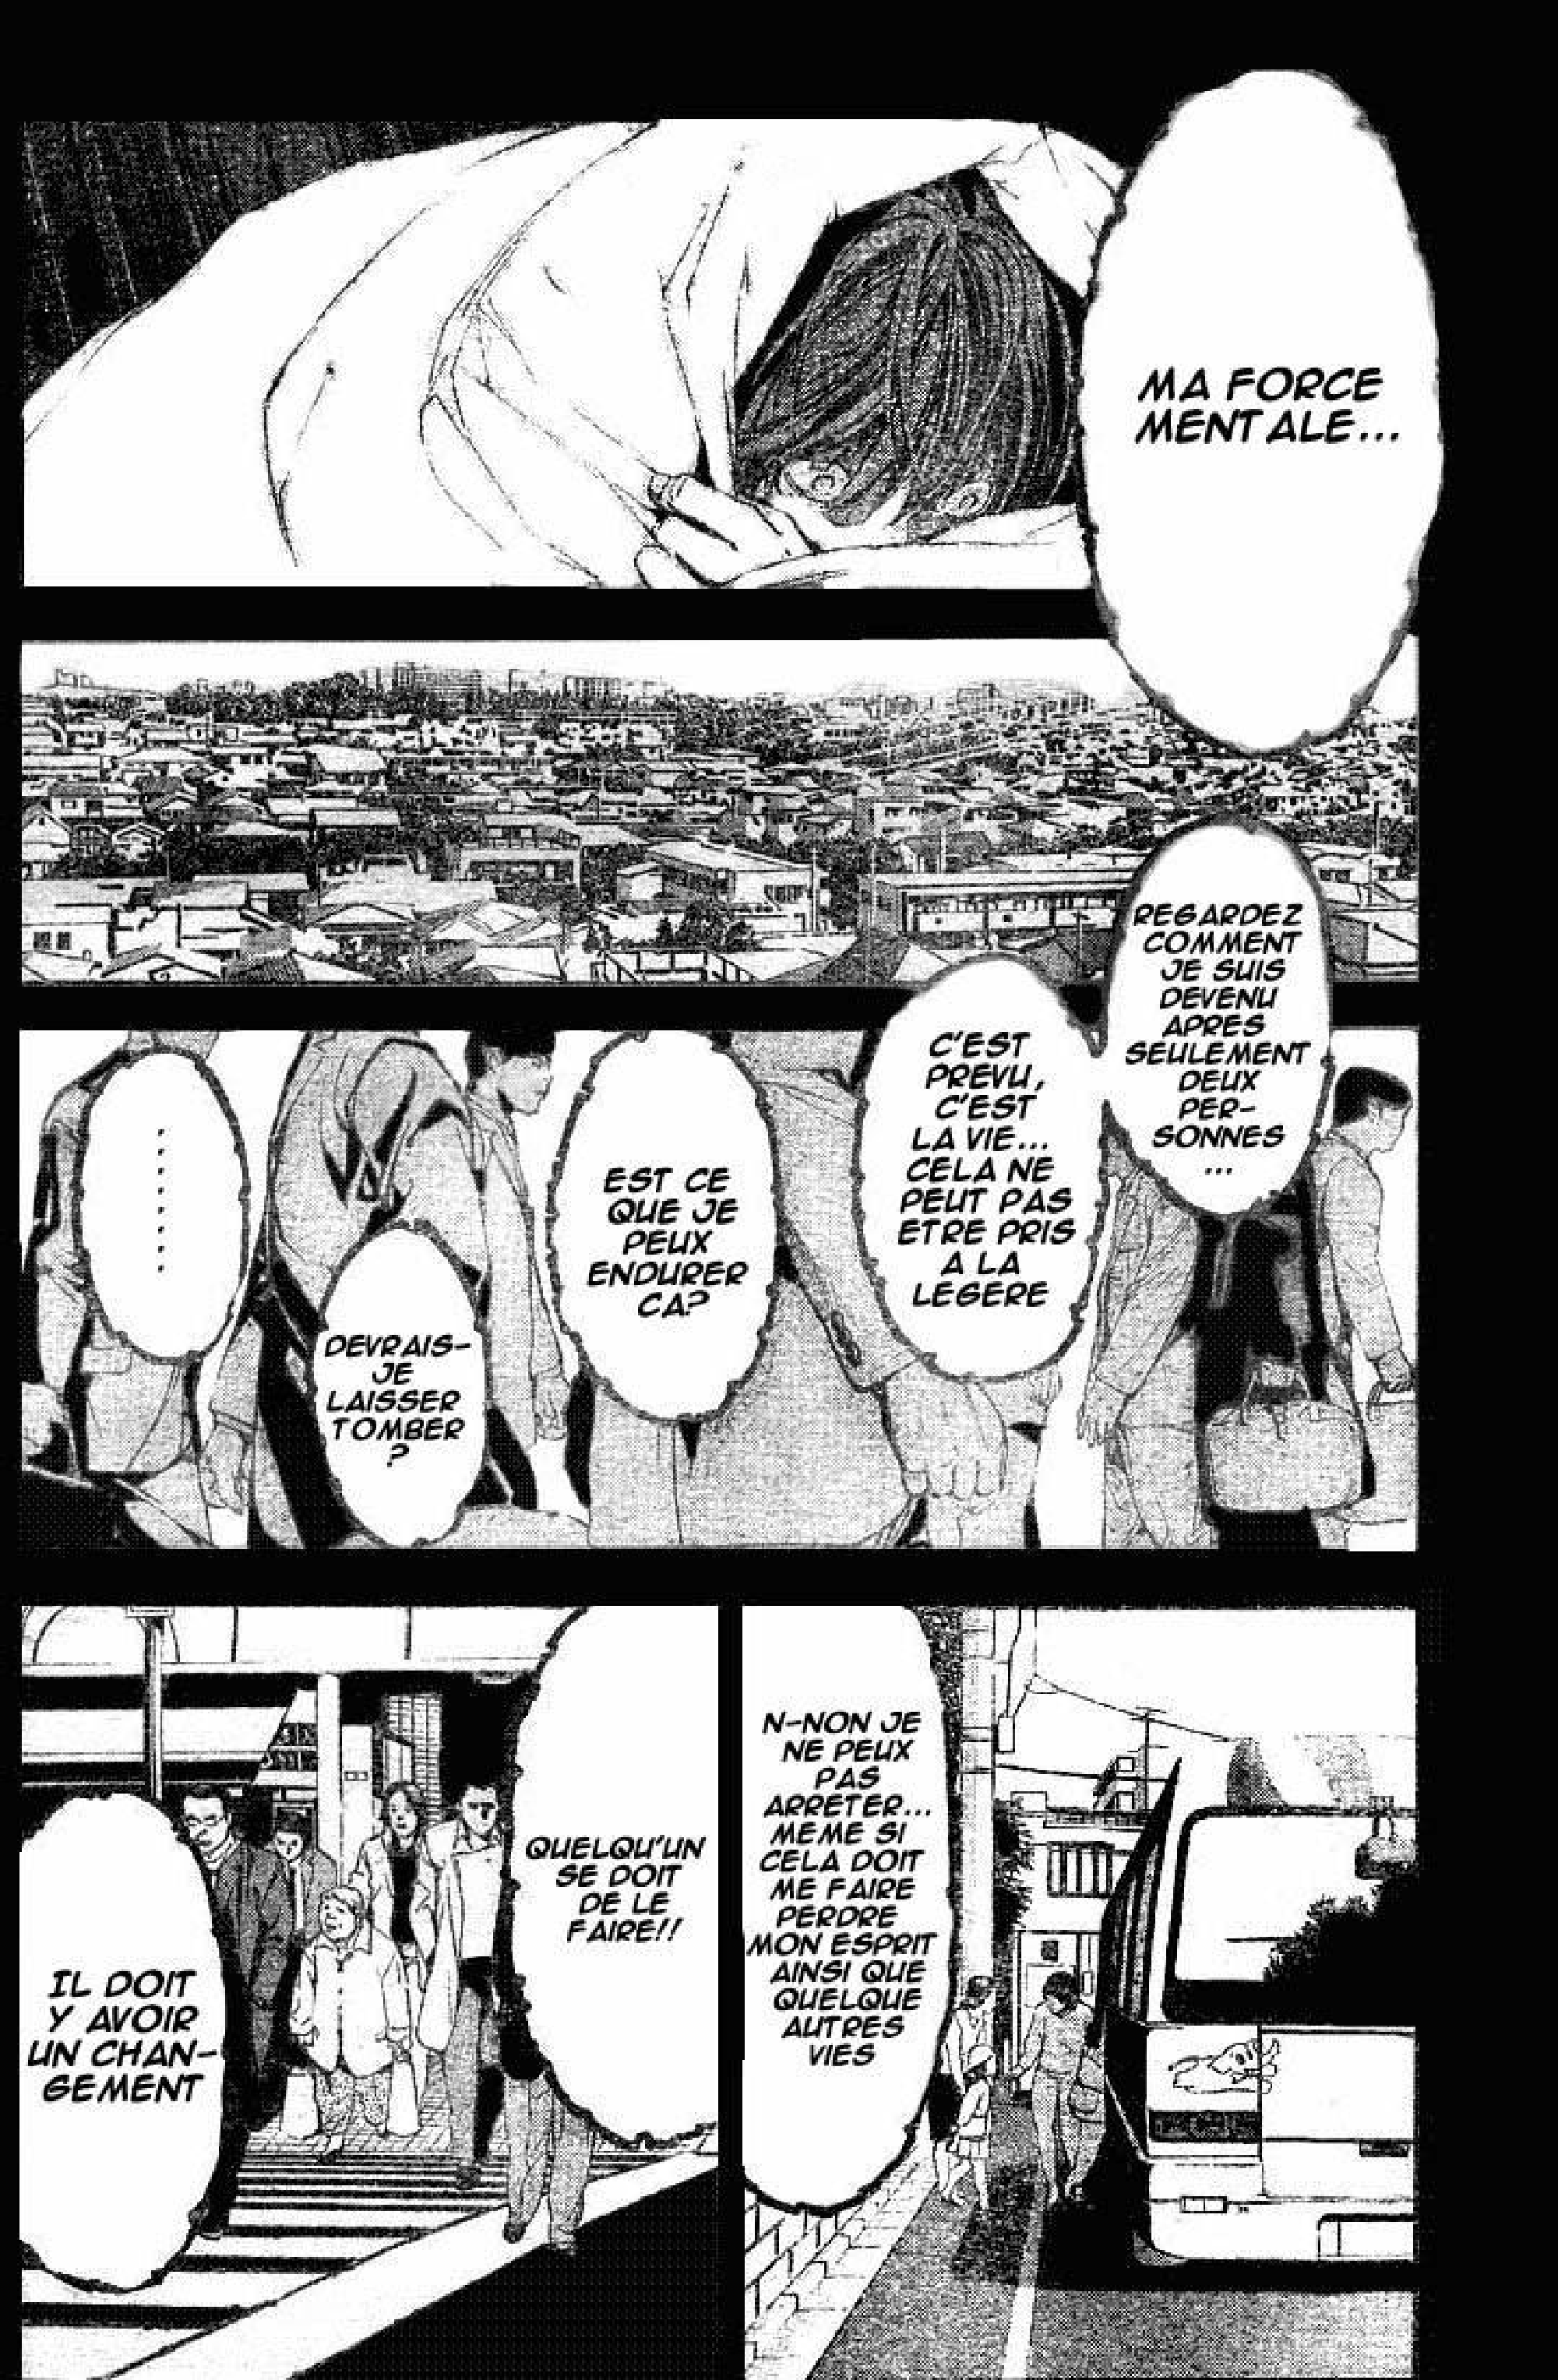 MA FORCE
MENTALE...
REGARDEZ
COMMENT
JE SUIS
DEVENU
APRES
SEULEMENT
DEUX
PER-
SONNES
...
C'EST
PREVU,
C'EST
LA VIE...
CELA NE
PEUT PAS
ETRE PRIS
A LA
LEGERE
EST CE
QUE JE
PEUX
ENDURER
CA?
DEVRAIS-
JE
LAISSER
TOMBER
?
........
N-NON JE
NE PEUX
PAS
ARRETER...
MEME SI
CELA DOIT
ME FAIRE
PERDRE
MON ESPRIT
AINSI QUE
QUELQUE
AUTRES
VIES
QUELQU'UN
SE DOIT
DE LE
FAIRE!!
IL DOIT
Y AVOIR
UN CHAN-
GEMENT